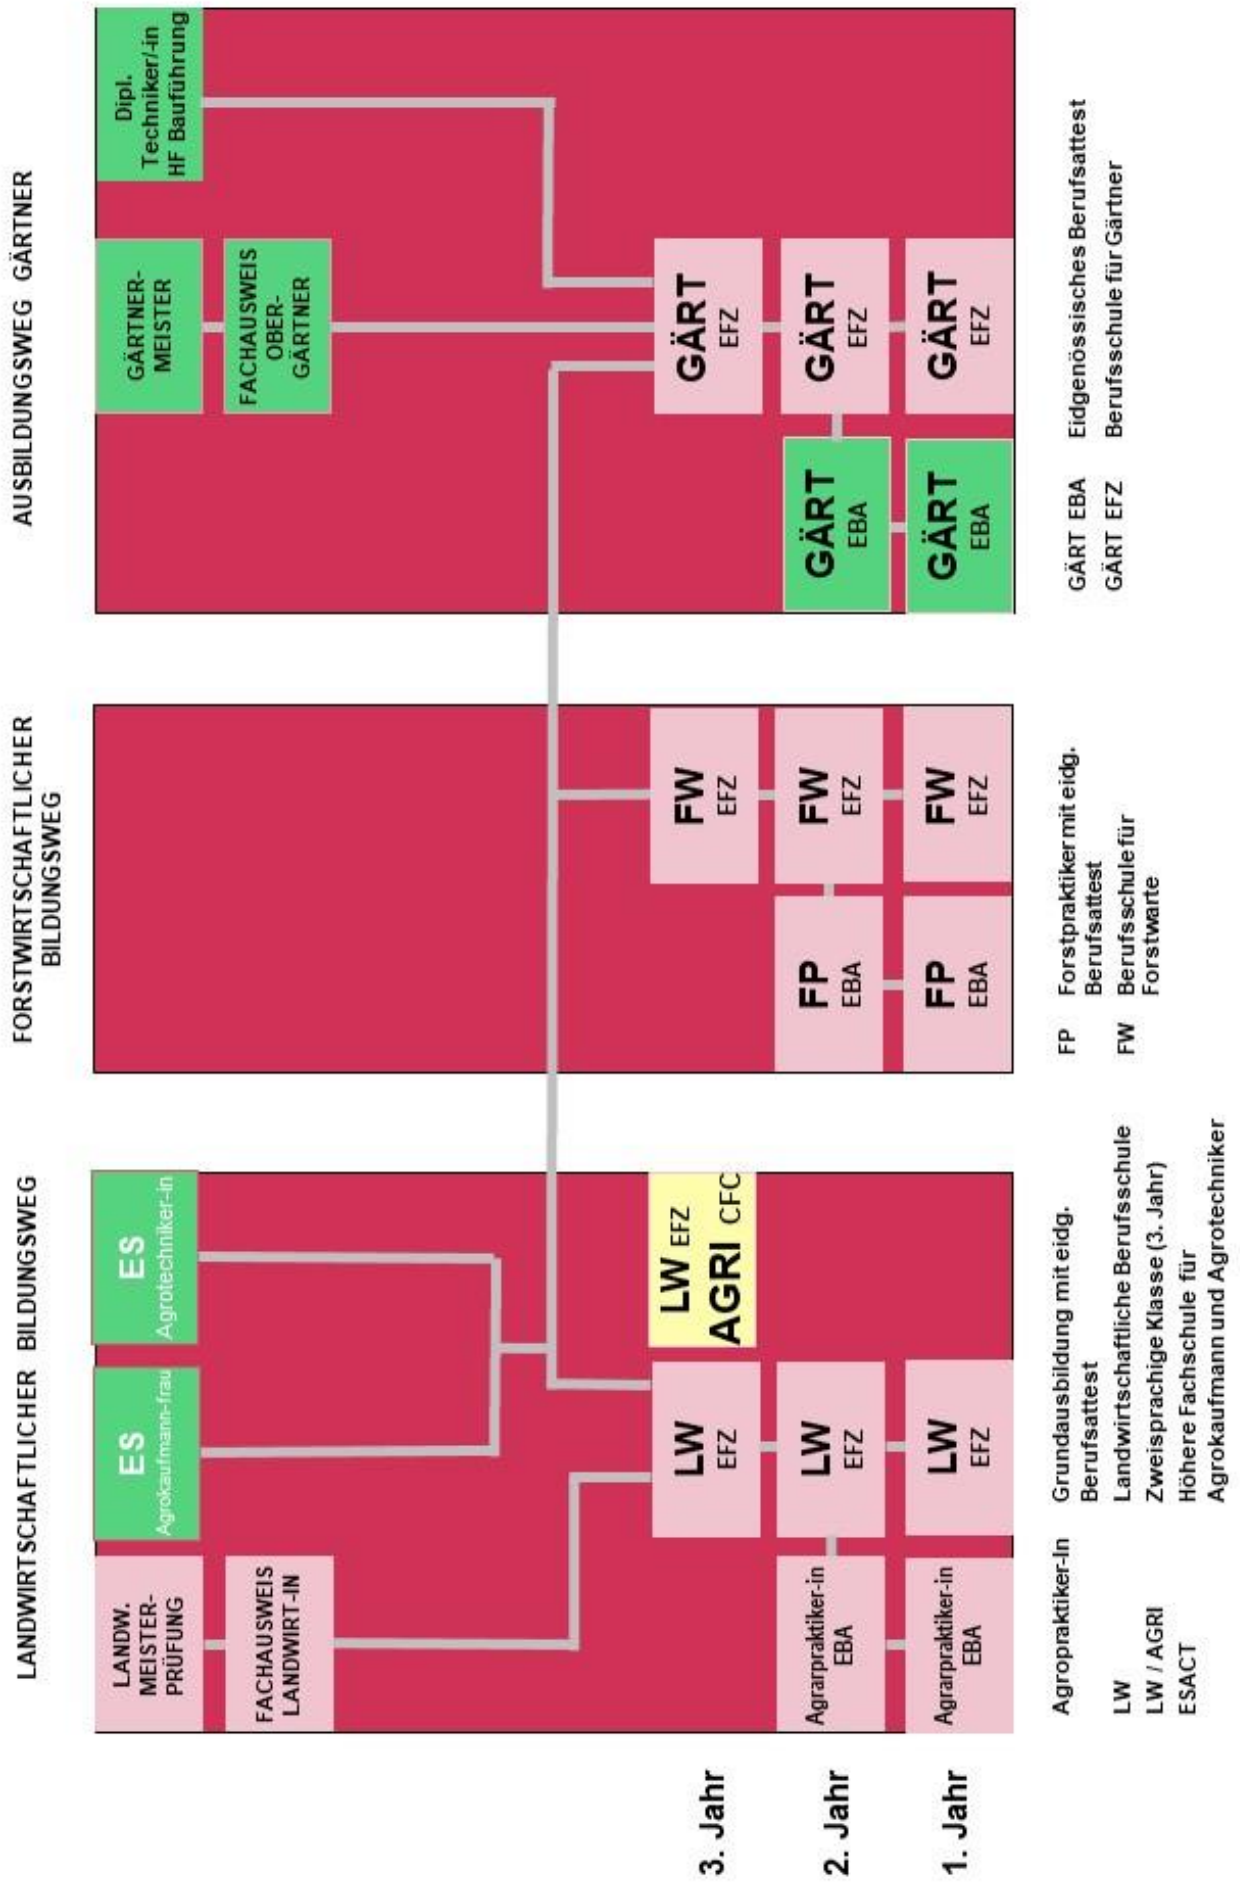 LANDWIRTSCHAFTLICHER BILDUNGSWEG
FORSTWIRTSCHAFTLICHER
BILDUNGSWEG
AUSBILDUNGSWEG GÄRTNER
LANDW.
MEISTER-
PRÜFUNG
ES
Agrokaufmann-frau
ES
Agrotechniker-in
GÄRTNER-
MEISTER
Dipl.
Techniker/-in
HF Bauführung
FACHAUSWEIS
LANDWIRT-IN
FACHAUSWEIS
OBER-
GÄRTNER
3. Jahr
LW
EFZ
LW EFZ
AGRI CFC
FW
EFZ
GÄRT
EFZ
2. Jahr
Agrarpraktiker-in
EBA
LW
EFZ
FP
EBA
FW
EFZ
GÄRT
EBA
GÄRT
EFZ
1. Jahr
Agrarpraktiker-in
EBA
LW
EFZ
FP
EBA
FW
EFZ
GÄRT
EBA
GÄRT
EFZ
Agropraktiker-In Grundausbildung mit eidg.
Berufsattest
LW Landwirtschaftliche Berufsschule
LW / AGRI Zweisprachige Klasse (3. Jahr)
ESACT Höhere Fachschule für
Agrokaufmann und Agrotechniker
FP Forstpraktiker mit eidg.
Berufsattest
FW Berufsschule für
Forstwarte
GÄRT EBA Eidgenössisches Berufsattest
GÄRT EFZ Berufsschule für Gärtner